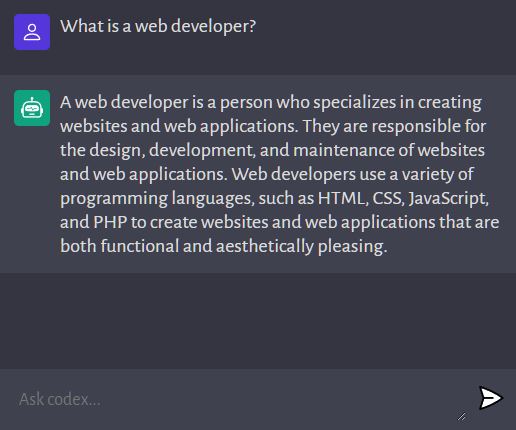 What is a web developer?
A web developer is a person who specializes in creating
websites and web applications. They are responsible for
the design, development, and maintenance of websites
and web applications. Web developers use a variety of
programming languages, such as HTML, CSS, JavaScript,
and PHP to create websites and web applications that are
both functional and aesthetically pleasing.
Ask codex...